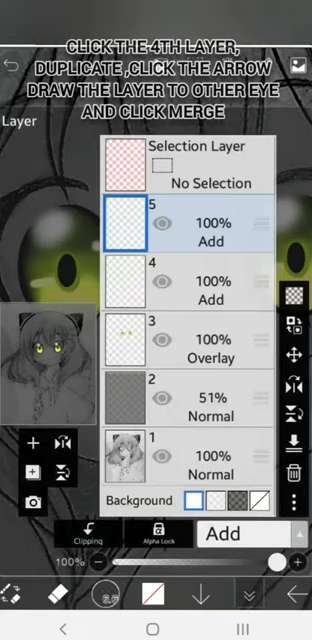 CLICK THE 4TH LAYER,
DUPLICATE ,CLICK THE ARROW
DRAW THE LAYER TO OTHER EYE
AND CLICK MERGE
Layer
Selection Layer
No Selection
5
100%
Add
4
100%
Add
3
100%
Overlay
2
51%
Normal
1
100%
Normal
Background
Clipping
Alpha Lock
Add
100%